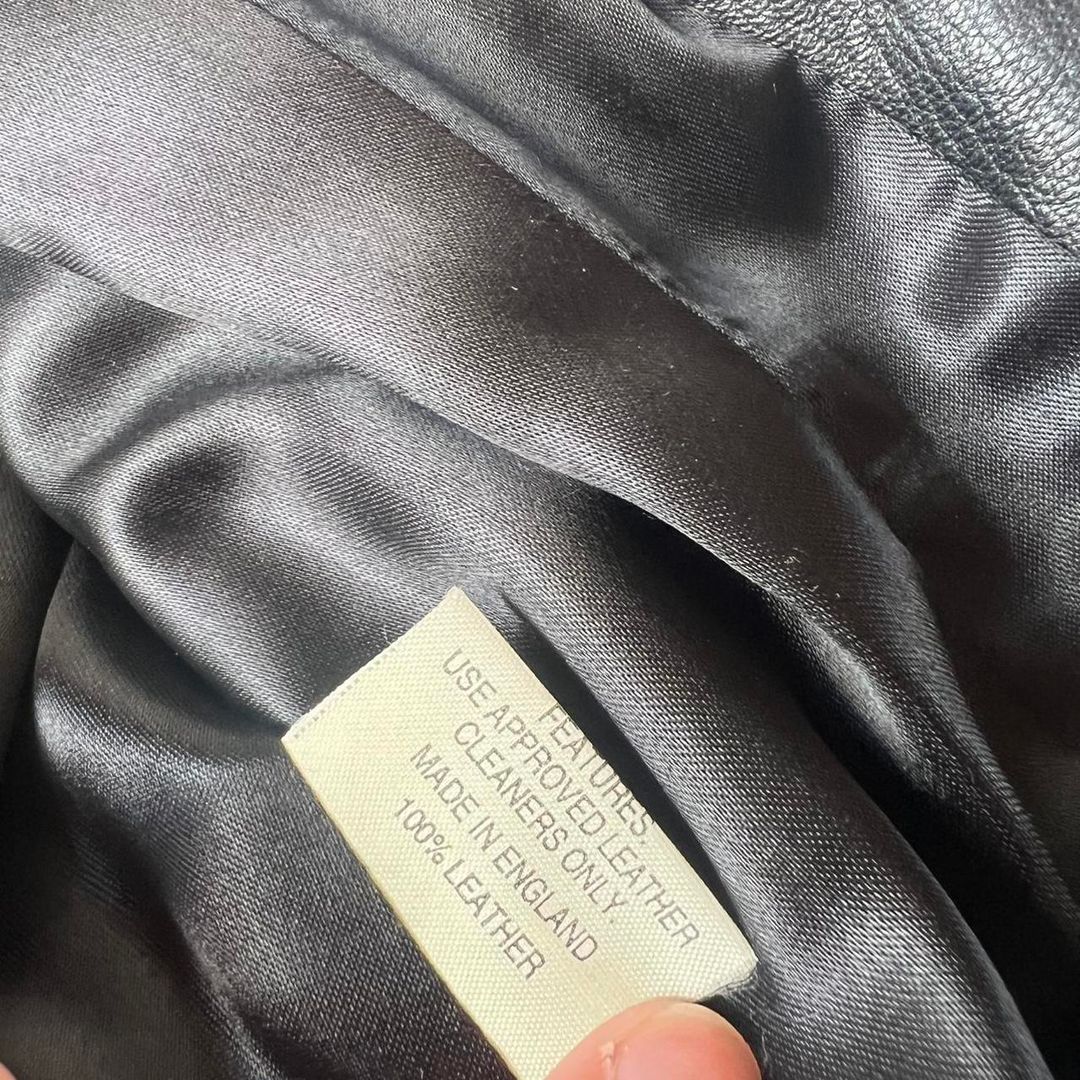 FEATURES.
USE APPROVED LEATHER
CLEANERS ONLY
MADE IN ENGLAND
100% LEATHER